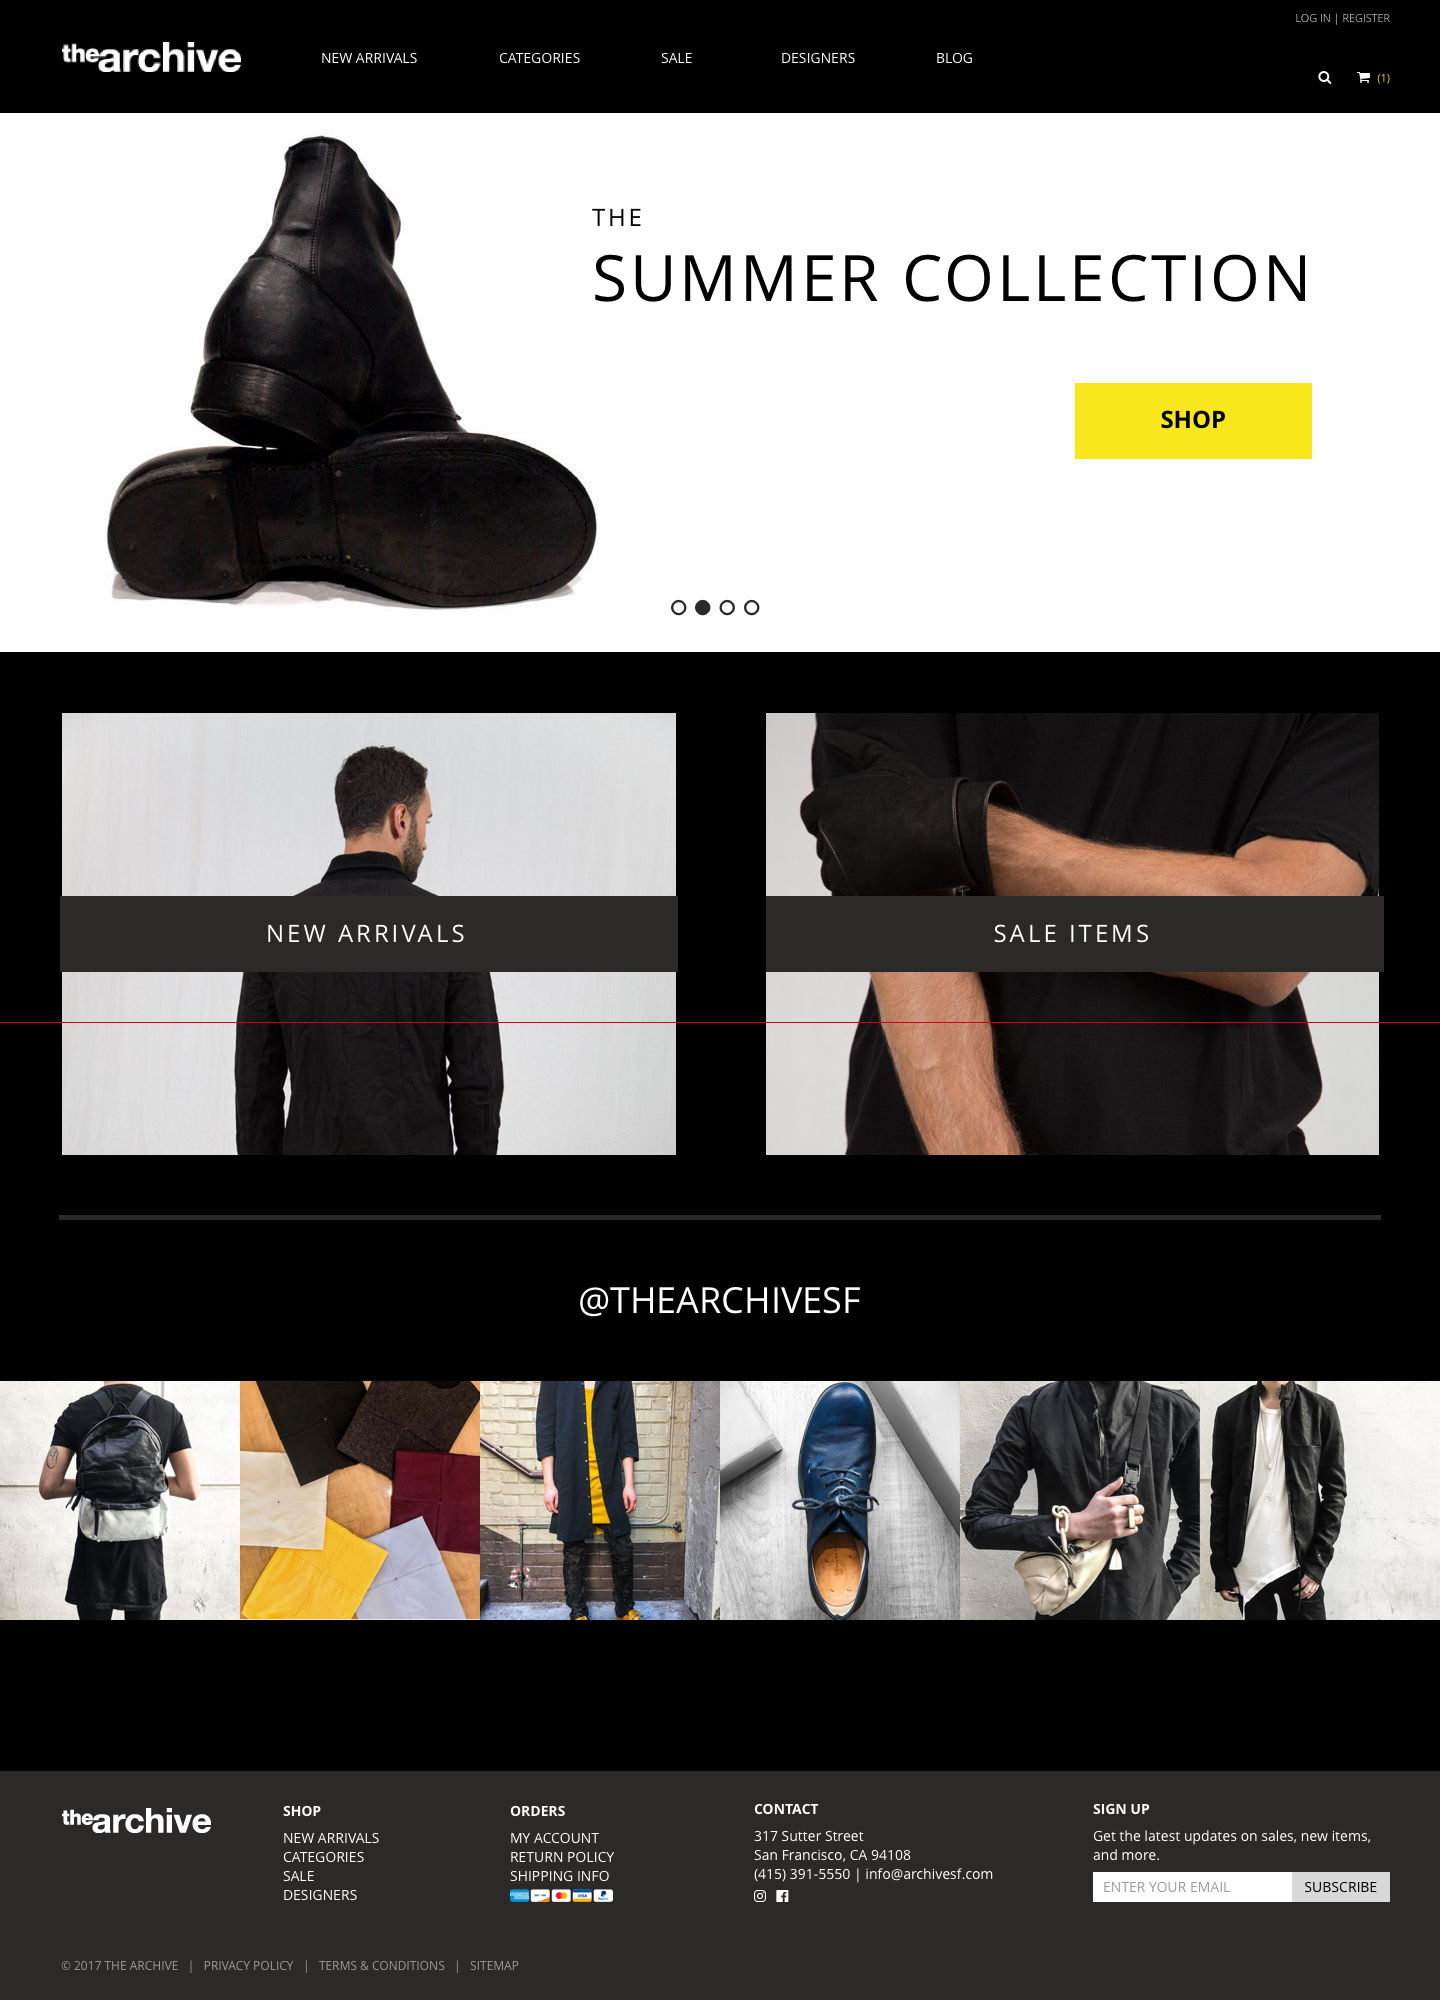 LOG IN | REGISTER
thearchive
NEW ARRIVALS
CATEGORIES
SALE
DESIGNERS
BLOG
(1)
THE
SUMMER COLLECTION
SHOP
NEW ARRIVALS
SALE ITEMS
@THEARCHIVESF
thearchive
SHOP
NEW ARRIVALS
CATEGORIES
SALE
DESIGNERS
ORDERS
MY ACCOUNT
RETURN POLICY
SHIPPING INFO
CONTACT
317 Sutter Street
San Francisco, CA 94108
(415) 391-5550 | info@archivesf.com
SIGN UP
Get the latest updates on sales, new items,
and more.
ENTER YOUR EMAIL
SUBSCRIBE
© 2017 THE ARCHIVE | PRIVACY POLICY | TERMS & CONDITIONS | SITEMAP